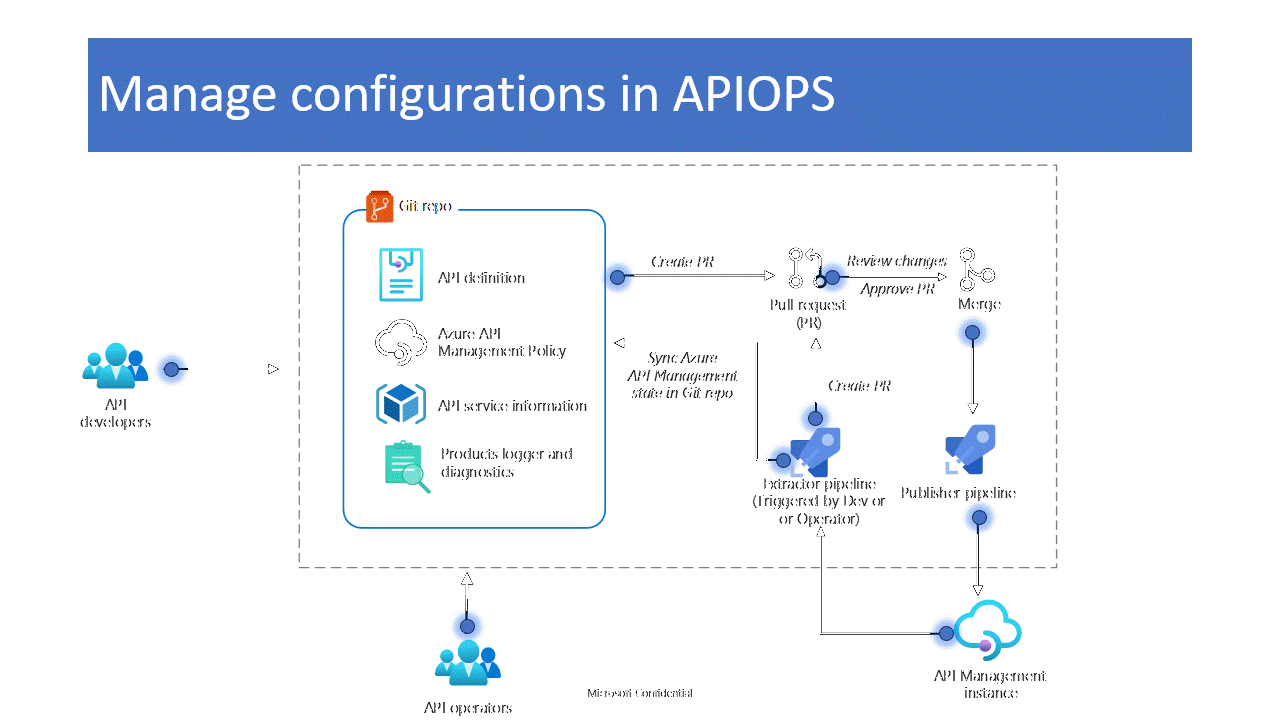 Manage configurations in APIOPS
Git repo
API definition
Azure API
Management Policy
API service information
Products logger and
diagnostics
Create PR
Pull request
(PR)
Review changes
Approve PR
Merge
Sync Azure
API Management
state in Git repo
Create PR
Extractor pipeline
(Triggered by Dev or
or Operator)
Publisher pipeline
API
developers
API operators
Microsoft Confidential
API Management
instance